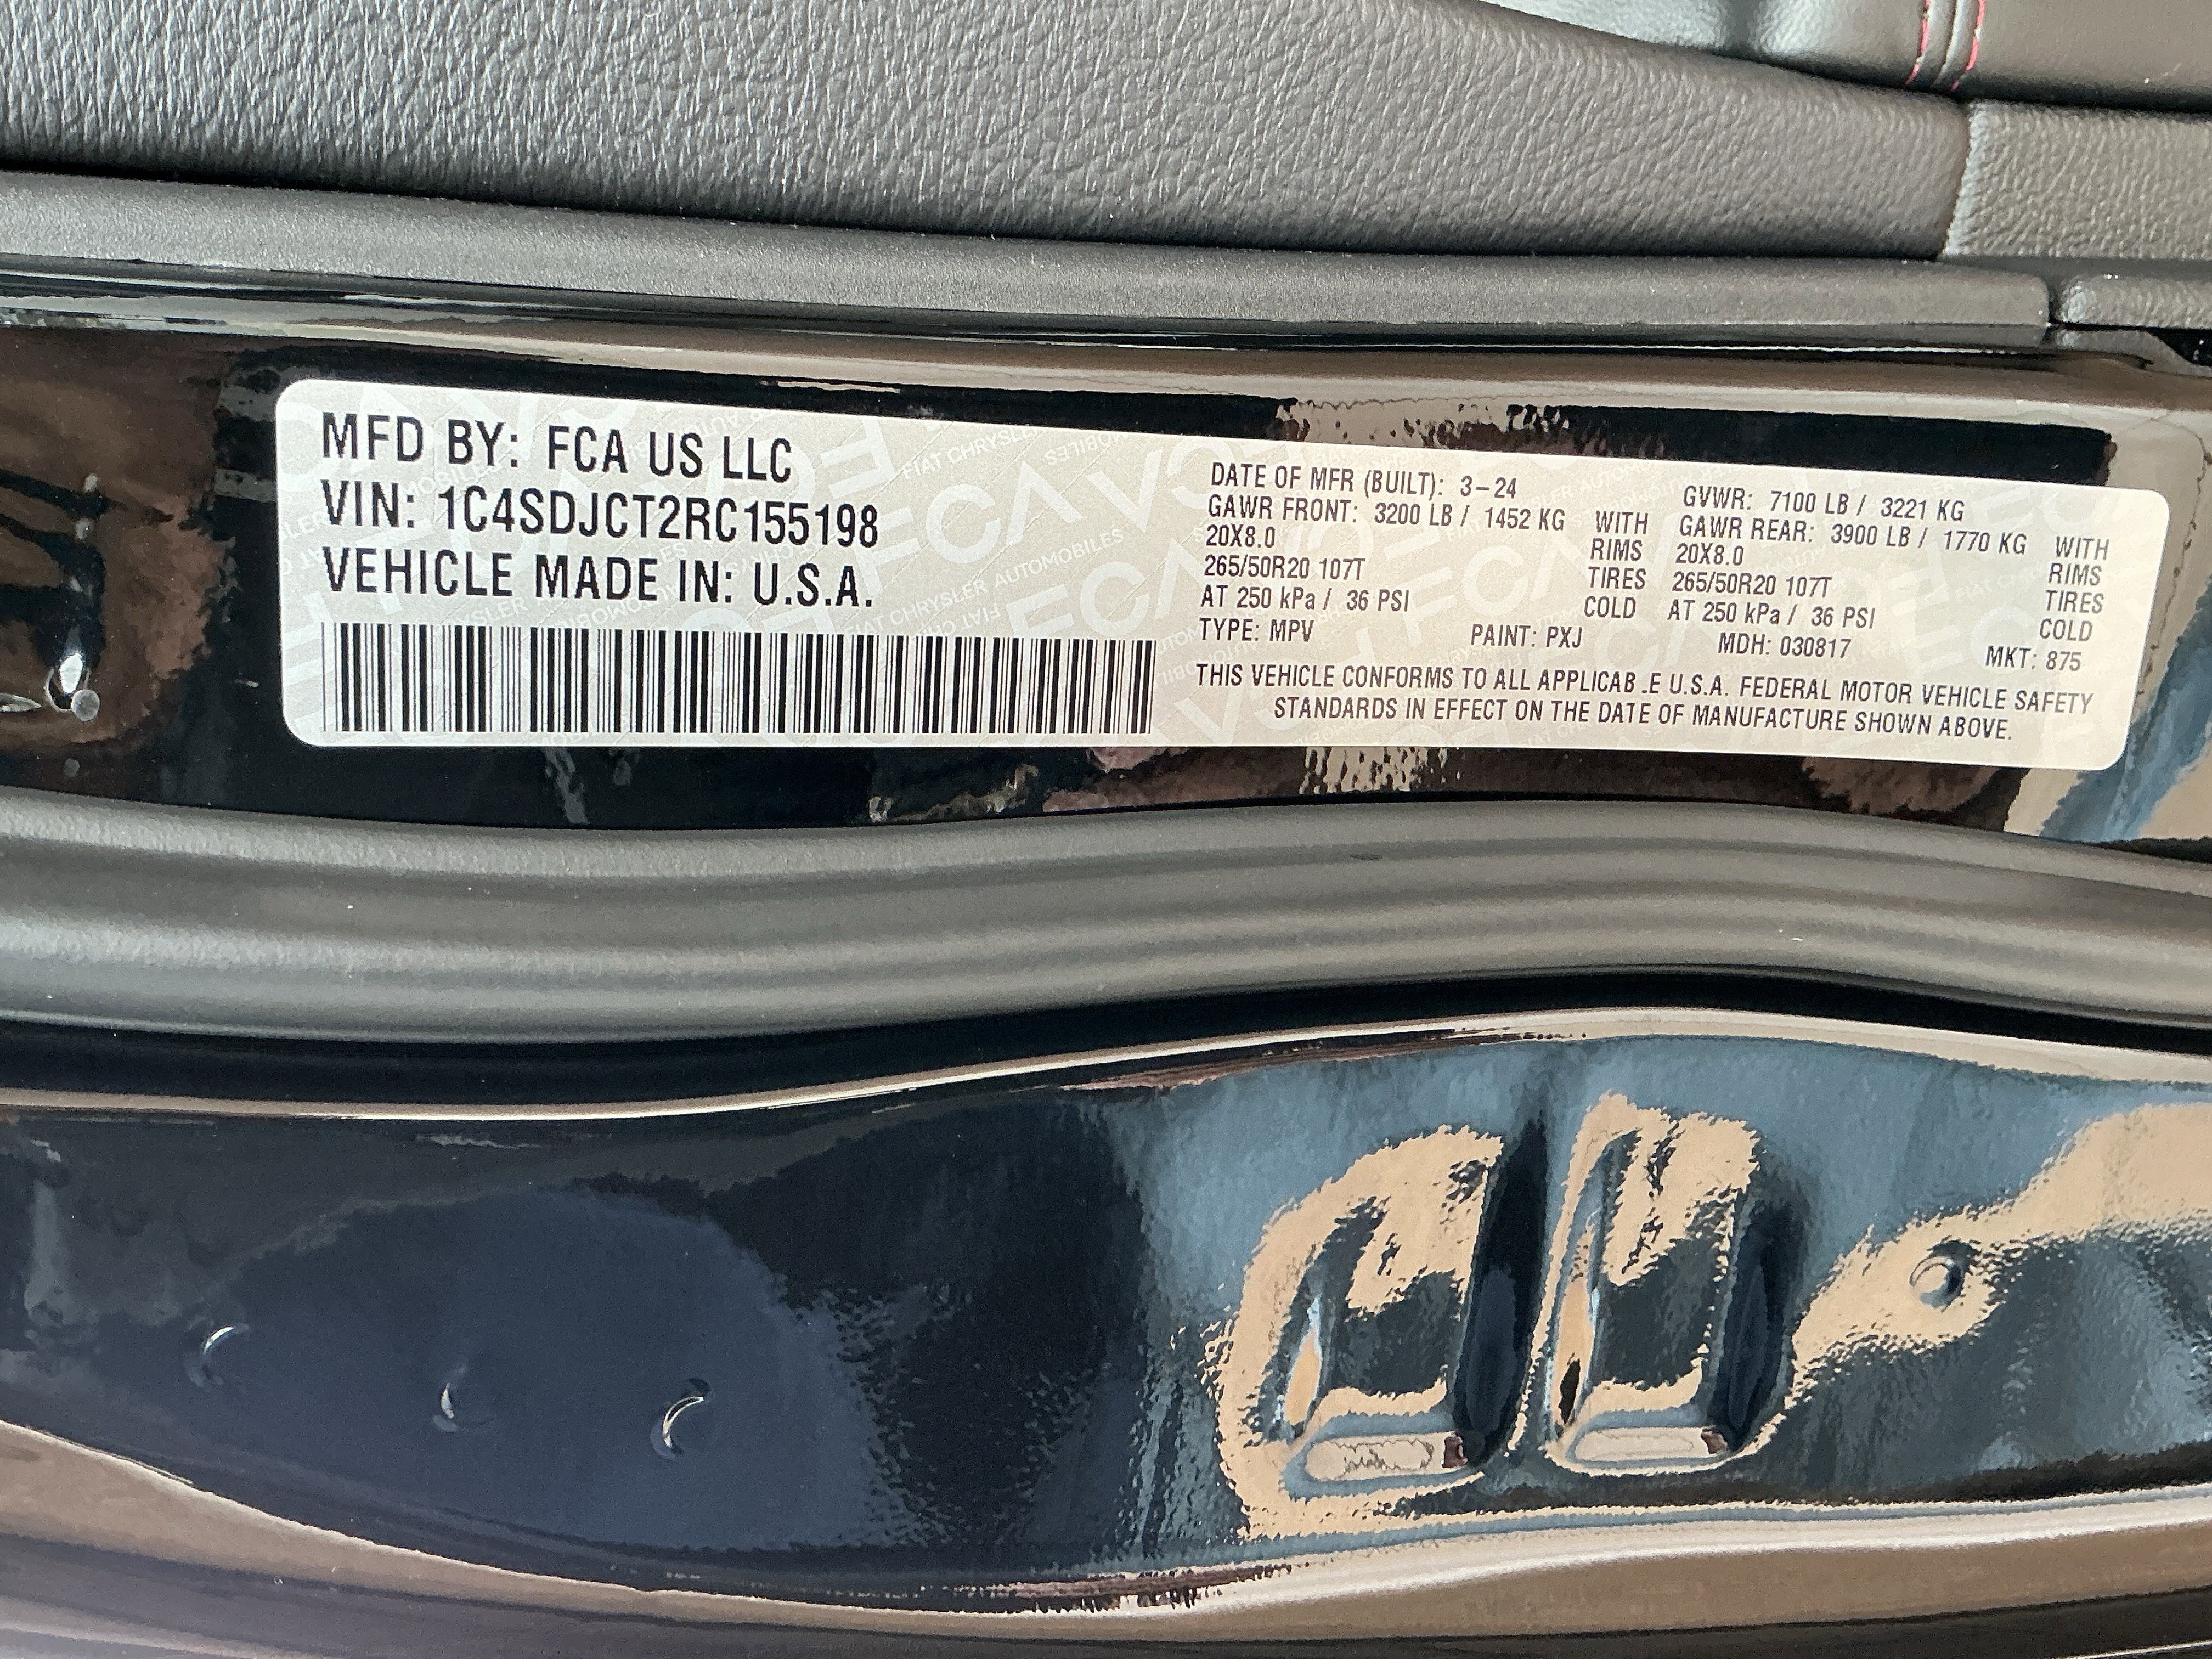 MFD BY: FCA US LLC
VIN: 1C4SDJCT2RC155198
VEHICLE MADE IN: U.S.A.
DATE OF MFR (BUILT): 3-24
GAWR FRONT: 3200 LB / 1452 KG WITH
20X8.0 RIMS
265/50R20 107T TIRES
AT 250 kPa / 36 PSI COLD
GVWR: 7100 LB / 3221 KG
GAWR REAR: 3900 LB / 1770 KG WITH
20X8.0 RIMS
265/50R20 107T TIRES
AT 250 kPa / 36 PSI COLD
TYPE: MPV PAINT: PXJ MDH: 030817 MKT: 875
THIS VEHICLE CONFORMS TO ALL APPLICAB.E U.S.A. FEDERAL MOTOR VEHICLE SAFETY
STANDARDS IN EFFECT ON THE DATE OF MANUFACTURE SHOWN ABOVE.